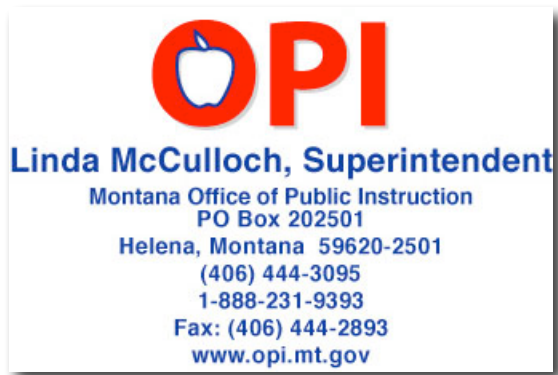 OPI
Linda McCulloch, Superintendent
Montana Office of Public Instruction
PO Box 202501
Helena, Montana  59620-2501
(406) 444-3095
1-888-231-9393
Fax: (406) 444-2893
www.opi.mt.gov